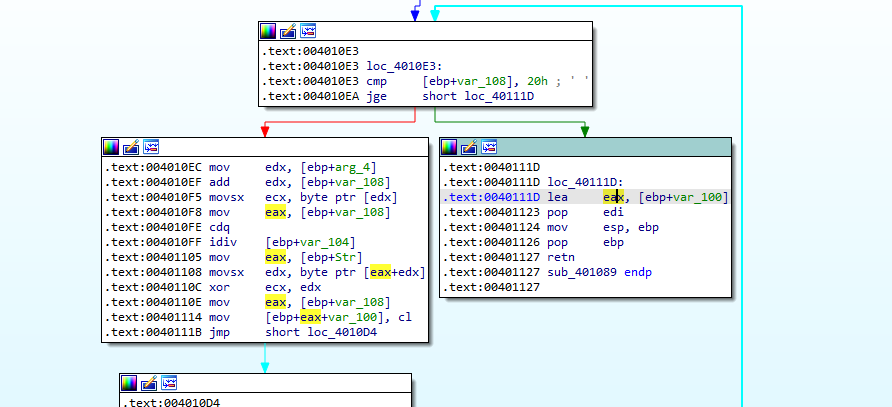 .text:004010E3
.text:004010E3 loc_4010E3:
.text:004010E3 cmp [ebp+var_108], 20h ; ' '
.text:004010EA jge short loc_40111D
.text:004010EC mov edx, [ebp+arg_4]
.text:004010EF add edx, [ebp+var_108]
.text:004010F5 movsx ecx, byte ptr [edx]
.text:004010F8 mov eax, [ebp+var_108]
.text:004010FE cdq
.text:004010FF idiv [ebp+var_104]
.text:00401105 mov eax, [ebp+Str]
.text:00401108 movsx edx, byte ptr [eax+edx]
.text:0040110C xor ecx, edx
.text:0040110E mov eax, [ebp+var_108]
.text:00401114 mov [ebp+eax+var_100], cl
.text:0040111B jmp short loc_4010D4
.text:0040111D
.text:0040111D loc_40111D:
.text:0040111D lea eax, [ebp+var_100]
.text:00401123 pop edi
.text:00401124 mov esp, ebp
.text:00401126 pop ebp
.text:00401127 retn
.text:00401127 sub_401089 endp
.text:00401127
.text:004010D4